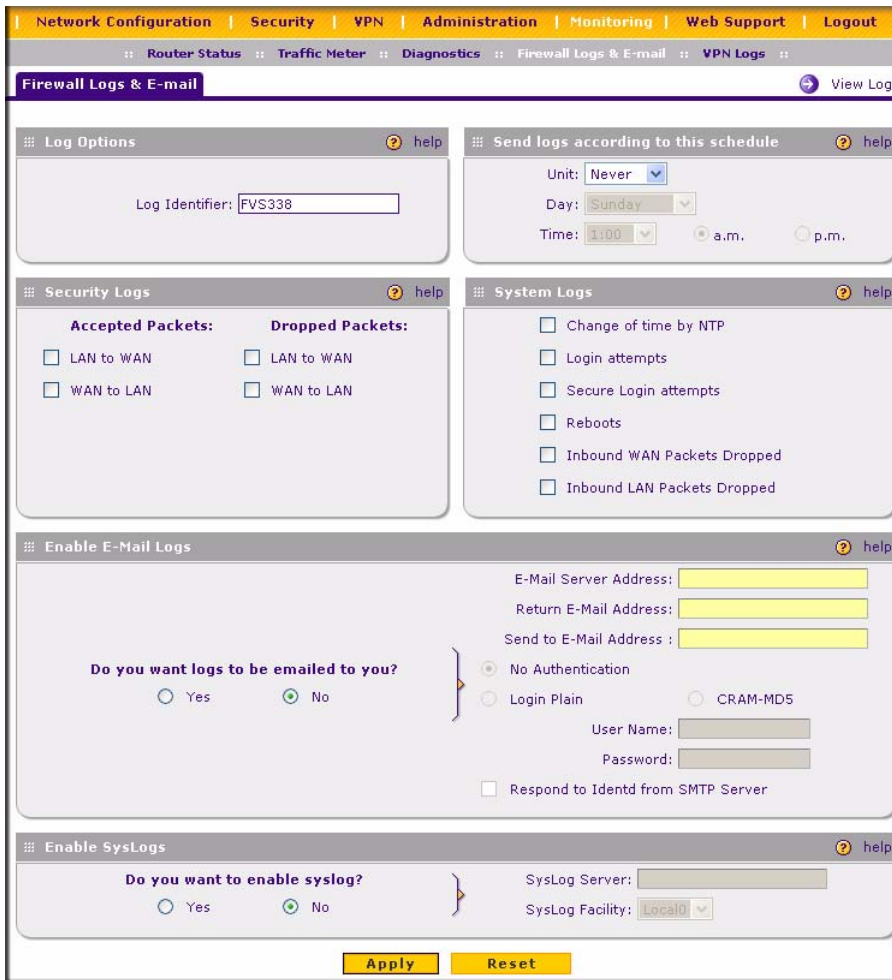 Network Configuration | Security | VPN | Administration | Monitoring | Web Support | Logout
:: Router Status :: Traffic Meter :: Diagnostics :: Firewall Logs & E-mail :: VPN Logs ::
Firewall Logs & E-mail
View Log
Log Options
help
Log Identifier: FVS338
Send logs according to this schedule
help
Unit: Never
Day: Sunday
Time: 1:00 a.m. p.m.
Security Logs
help
Accepted Packets: Dropped Packets:
LAN to WAN LAN to WAN
WAN to LAN WAN to LAN
System Logs
help
Change of time by NTP
Login attempts
Secure Login attempts
Reboots
Inbound WAN Packets Dropped
Inbound LAN Packets Dropped
Enable E-Mail Logs
help
Do you want logs to be emailed to you?
Yes No
E-Mail Server Address:
Return E-Mail Address:
Send to E-Mail Address :
No Authentication
Login Plain CRAM-MD5
User Name:
Password:
Respond to Identd from SMTP Server
Enable SysLogs
help
Do you want to enable syslog?
Yes No
SysLog Server:
SysLog Facility: Local0
Apply Reset